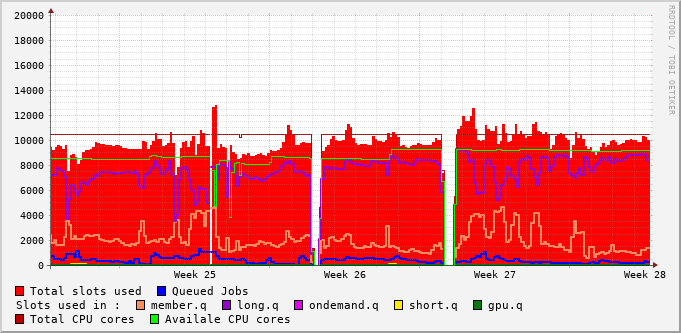 20000
18000
16000
14000
12000
10000
8000
6000
4000
2000
0
RRDTOOL / TOBI OETIKER
Week 25 Week 26 Week 27 Week 28
Total slots used Queued Jobs
Slots used in : member.q long.q ondemand.q short.q gpu.q
Total CPU cores Availale CPU cores